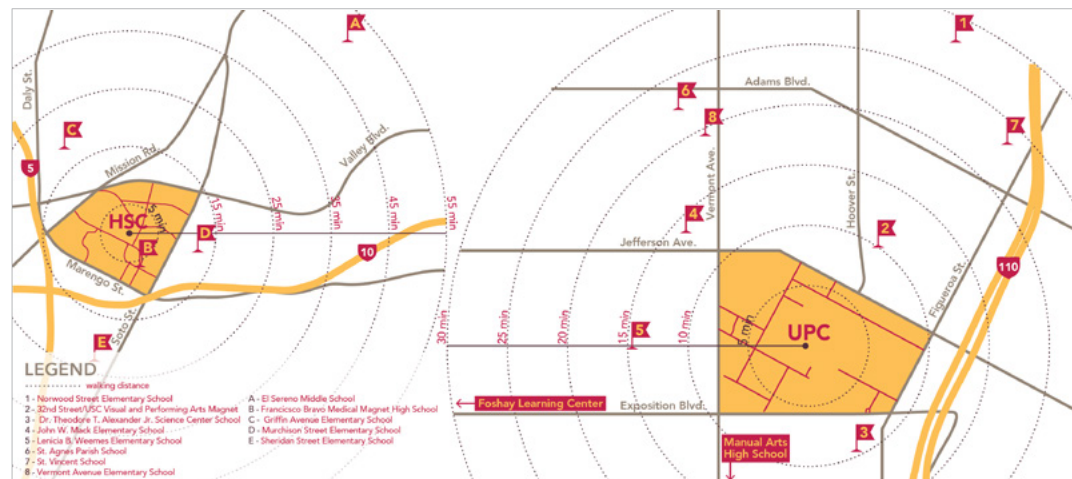 A
1
Daly St.
Adams Blvd.
6
8
7
C
Mission Rd.
Valley Blvd.
5
Vermont Ave.
Hoover St.
5 min
15 min
25 min
35 min
45 min
55 min
HSC
D
B
4
2
Jefferson Ave.
10
110
Marengo St.
Figueroa St.
Soto St.
E
30 min
25 min
20 min
15 min
10 min
5 min
5
UPC
LEGEND
walking distance
1 - Norwood Street Elementary School
2 - 32nd Street/USC Visual and Performing Arts Magnet
3 - Dr. Theodore T. Alexander Jr. Science Center School
4 - John W. Mack Elementary School
5 - Lenicia B. Weemes Elementary School
6 - St. Agnes Parish School
7 - St. Vincent School
8 - Vermont Avenue Elementary School
A - El Sereno Middle School
B - Francisco Bravo Medical Magnet High School
C - Griffin Avenue Elementary School
D - Murchison Street Elementary School
E - Sheridan Street Elementary School
Foshay Learning Center
Exposition Blvd.
3
Manual Arts
High School